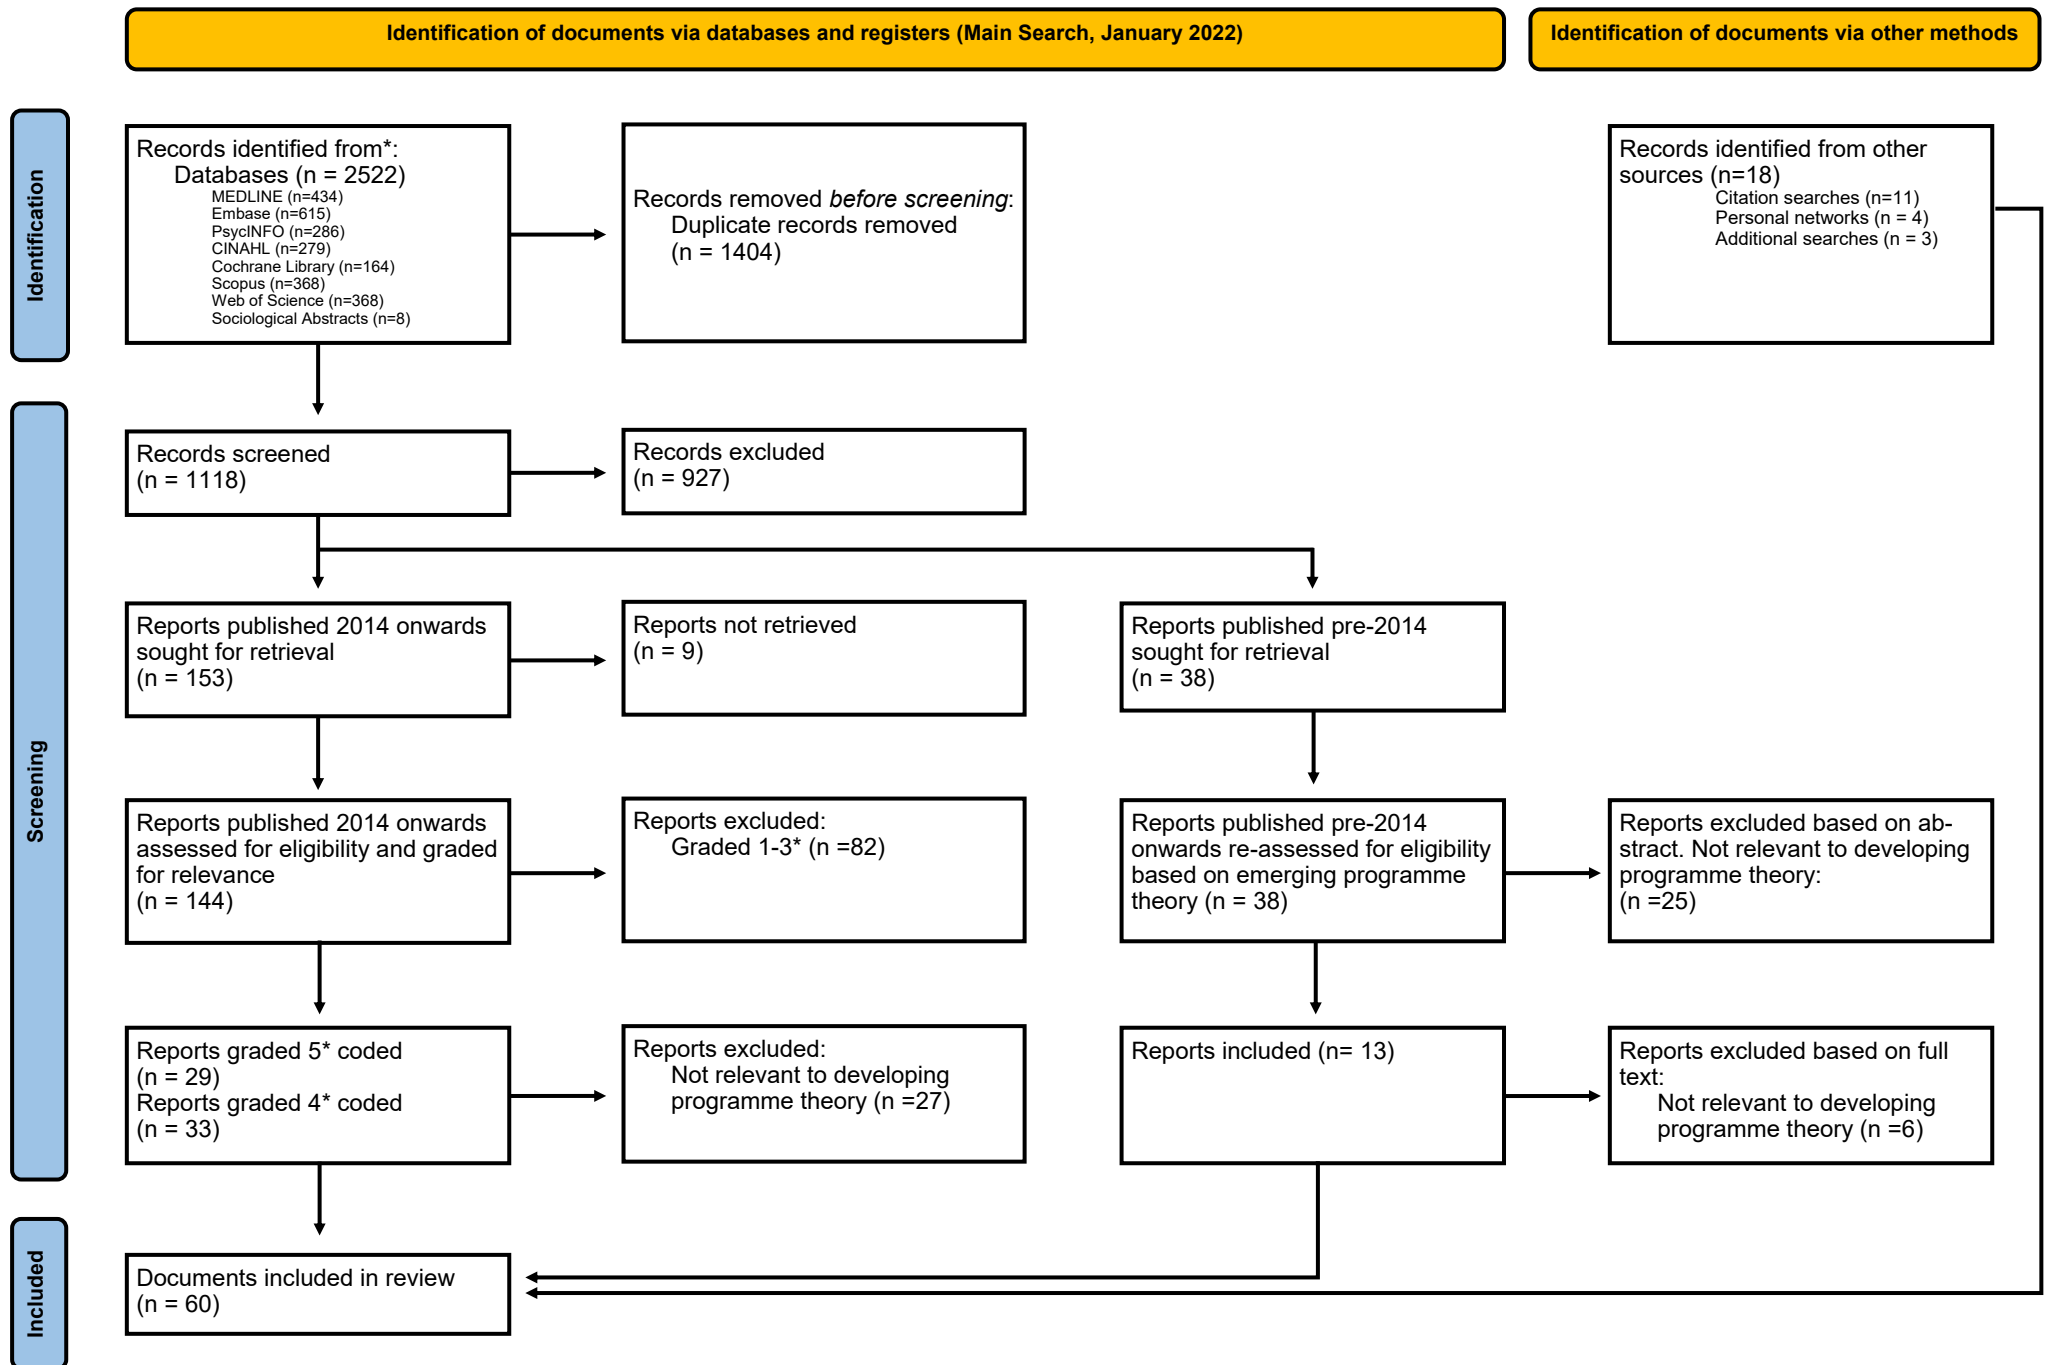 Identification of documents via databases and registers (Main Search, January 2022)
Identification of documents via other methods
Identification
Records identified from*:
Databases (n = 2522)
MEDLINE (n=434)
Embase (n=615)
PsycINFO (n=286)
CINAHL (n=279)
Cochrane Library (n=164)
Scopus (n=368)
Web of Science (n=368)
Sociological Abstracts (n=8)
Records removed before screening:
Duplicate records removed
(n = 1404)
Records identified from other
sources (n=18)
Citation searches (n=11)
Personal networks (n = 4)
Additional searches (n = 3)
Screening
Records screened
(n = 1118)
Records excluded
(n = 927)
Reports published 2014 onwards
sought for retrieval
(n = 153)
Reports not retrieved
(n = 9)
Reports published pre-2014
sought for retrieval
(n = 38)
Reports published 2014 onwards
assessed for eligibility and graded
for relevance
(n = 144)
Reports excluded:
Graded 1-3* (n =82)
Reports published pre-2014
onwards re-assessed for eligibility
based on emerging programme
theory (n = 38)
Reports excluded based on ab-
stract. Not relevant to developing
programme theory:
(n =25)
Reports graded 5* coded
(n = 29)
Reports graded 4* coded
(n = 33)
Reports excluded:
Not relevant to developing
programme theory (n =27)
Reports included (n= 13)
Reports excluded based on full
text:
Not relevant to developing
programme theory (n =6)
Included
Documents included in review
(n = 60)